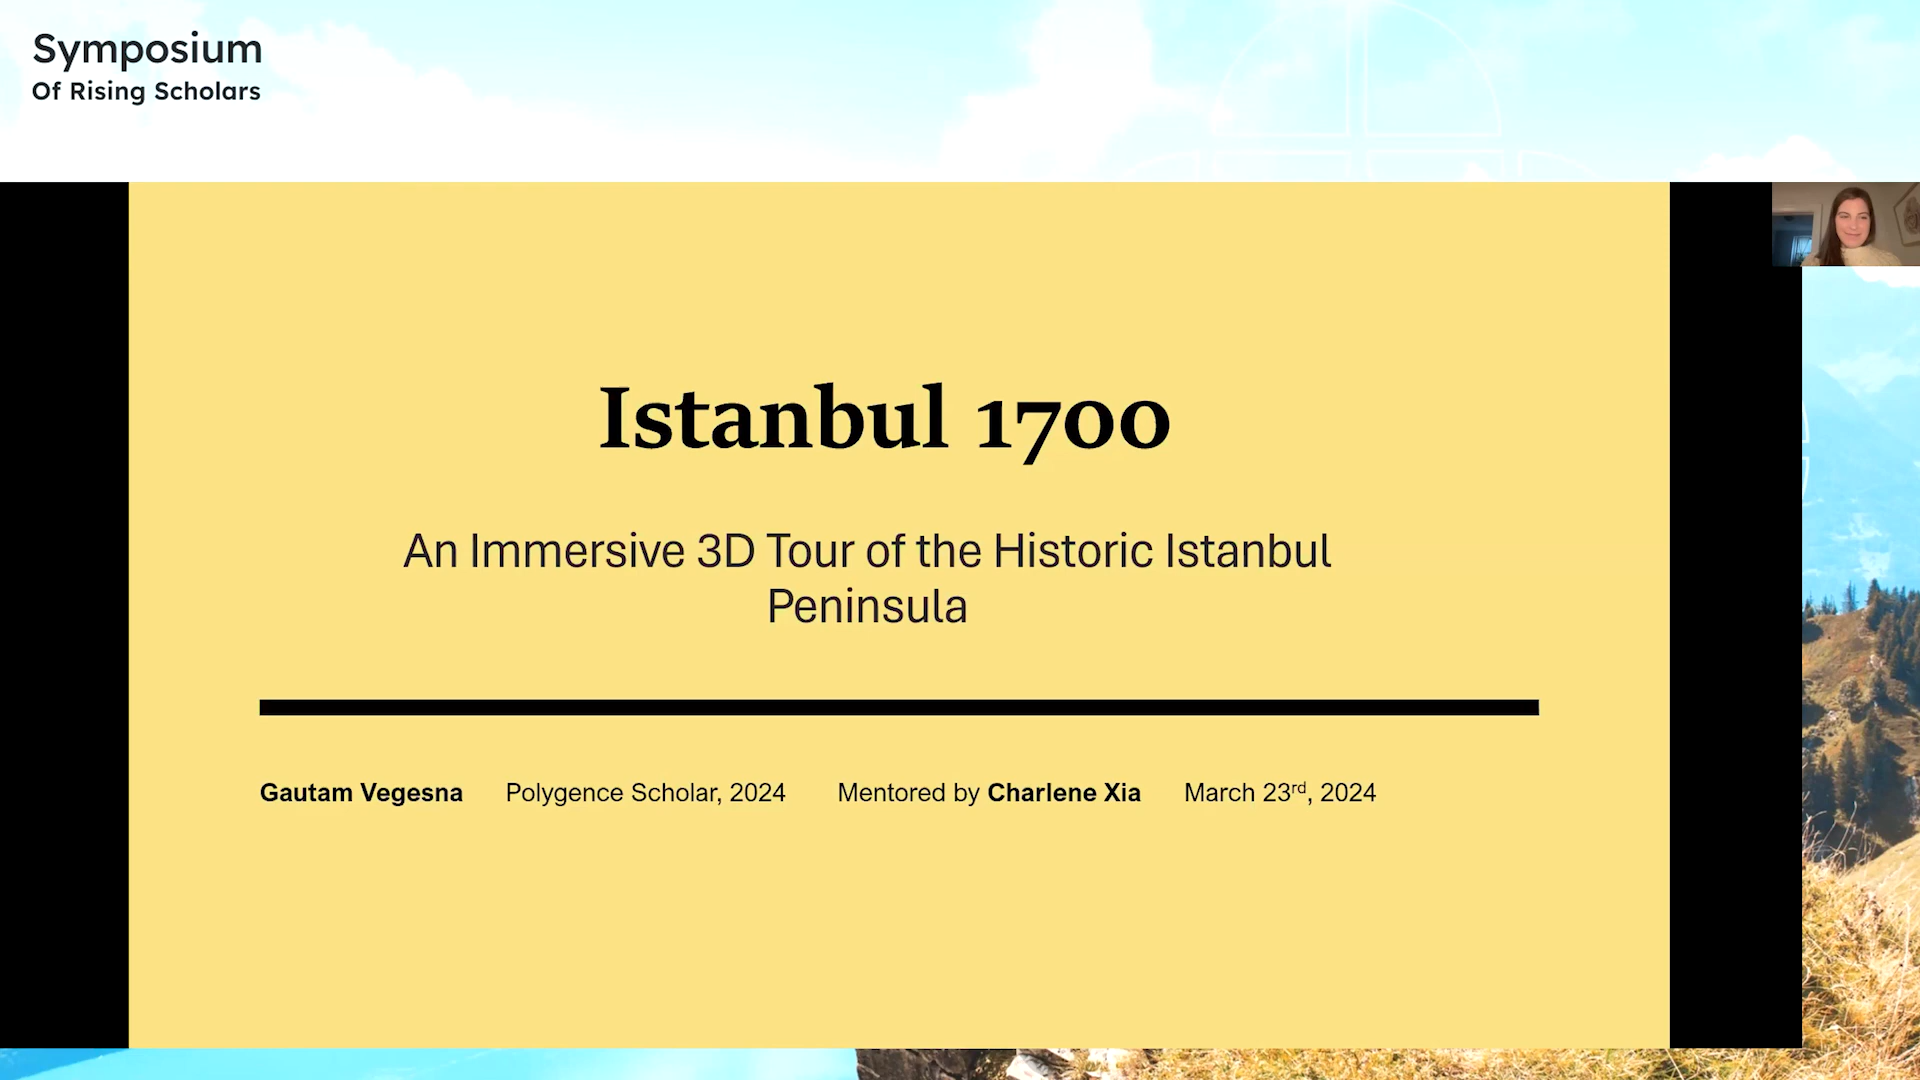 Symposium
Of Rising Scholars
Istanbul 1700
An Immersive 3D Tour of the Historic Istanbul
Peninsula
Gautam Vegesna Polygence Scholar, 2024 Mentored by Charlene Xia March 23rd, 2024